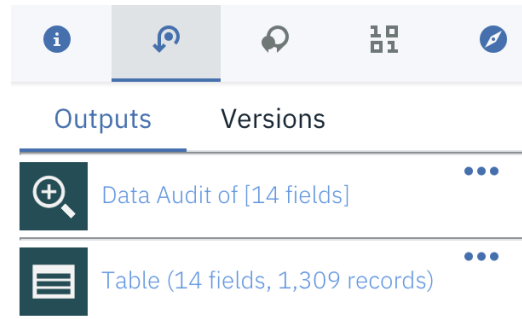 Outputs Versions
Data Audit of [14 fields]
Table (14 fields, 1,309 records)